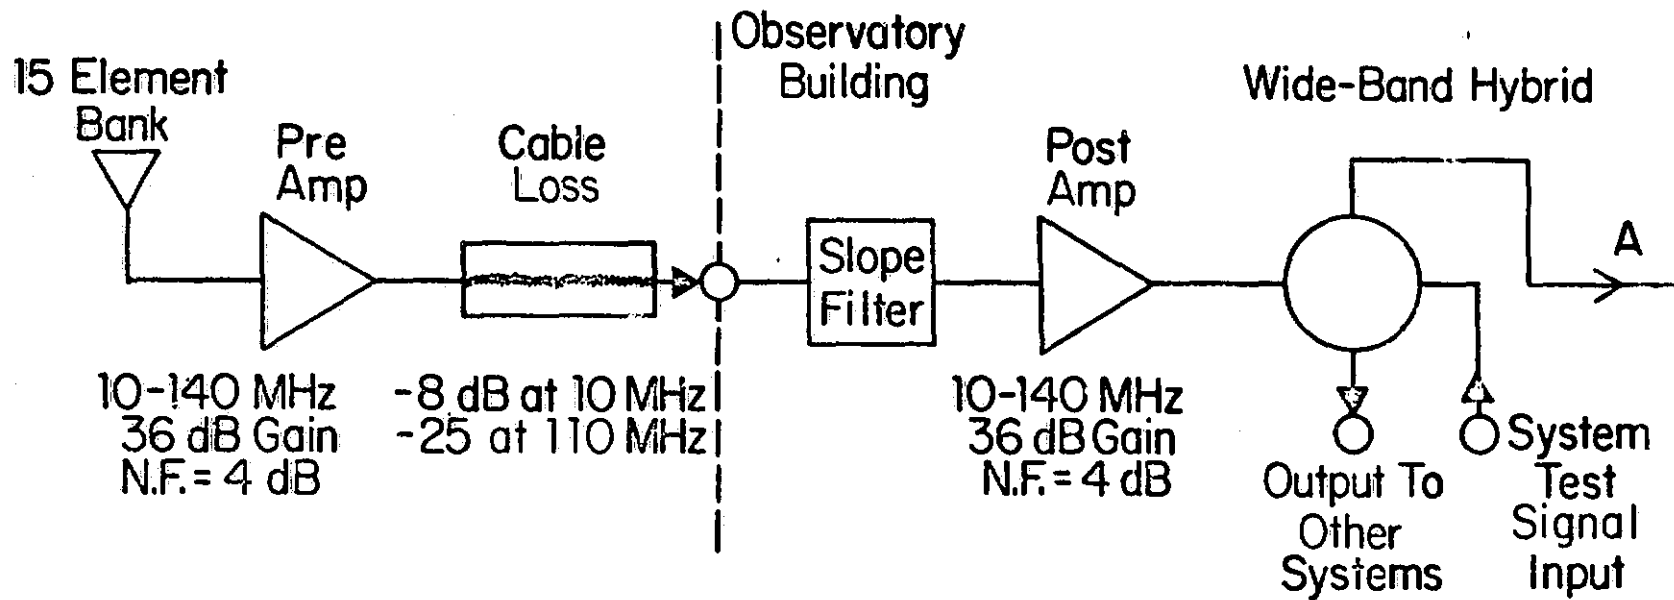 15 Element
Bank
Pre
Amp
Cable
Loss
Observatory
Building
Slope
Filter
Post
Amp
Wide-Band Hybrid
A
10-140 MHz
36 dB Gain
N.F. = 4 dB
-8 dB at 10 MHz
-25 at 110 MHz
10-140 MHz
36 dB Gain
N.F. = 4 dB
Output To
Other
Systems
System
Test
Signal
Input